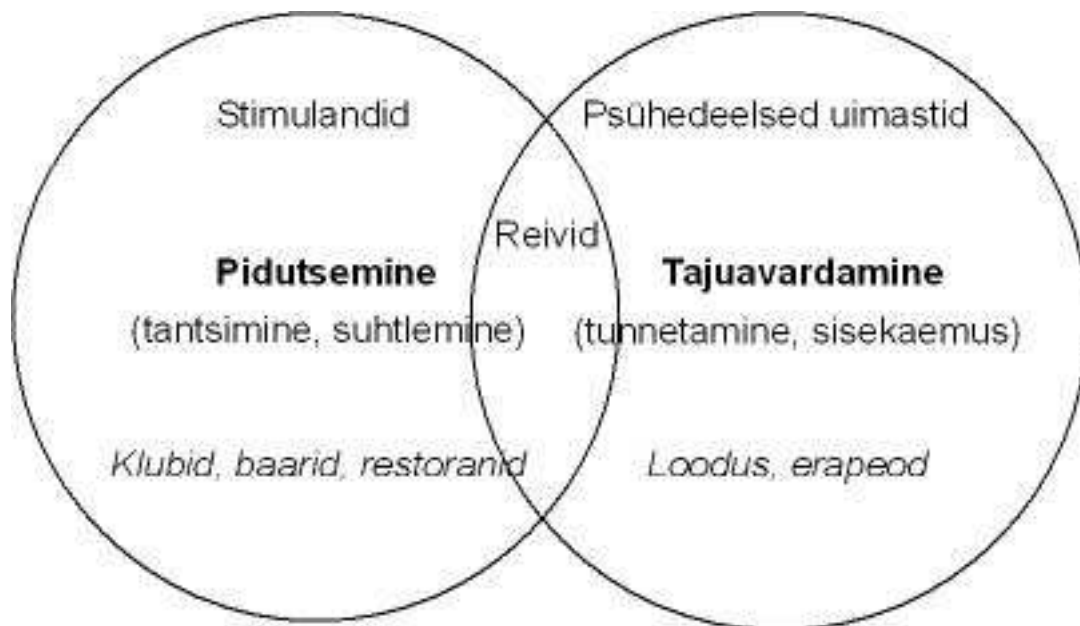 Stimulandid
Psühedeelsed uimastid
Reivid
Pidutsemine
Tajuavardamine
(tantsimine, suhtlemine)
(tunnetamine, sisekaemus)
Klubid, baarid, restoranid
Loodus, erapeod